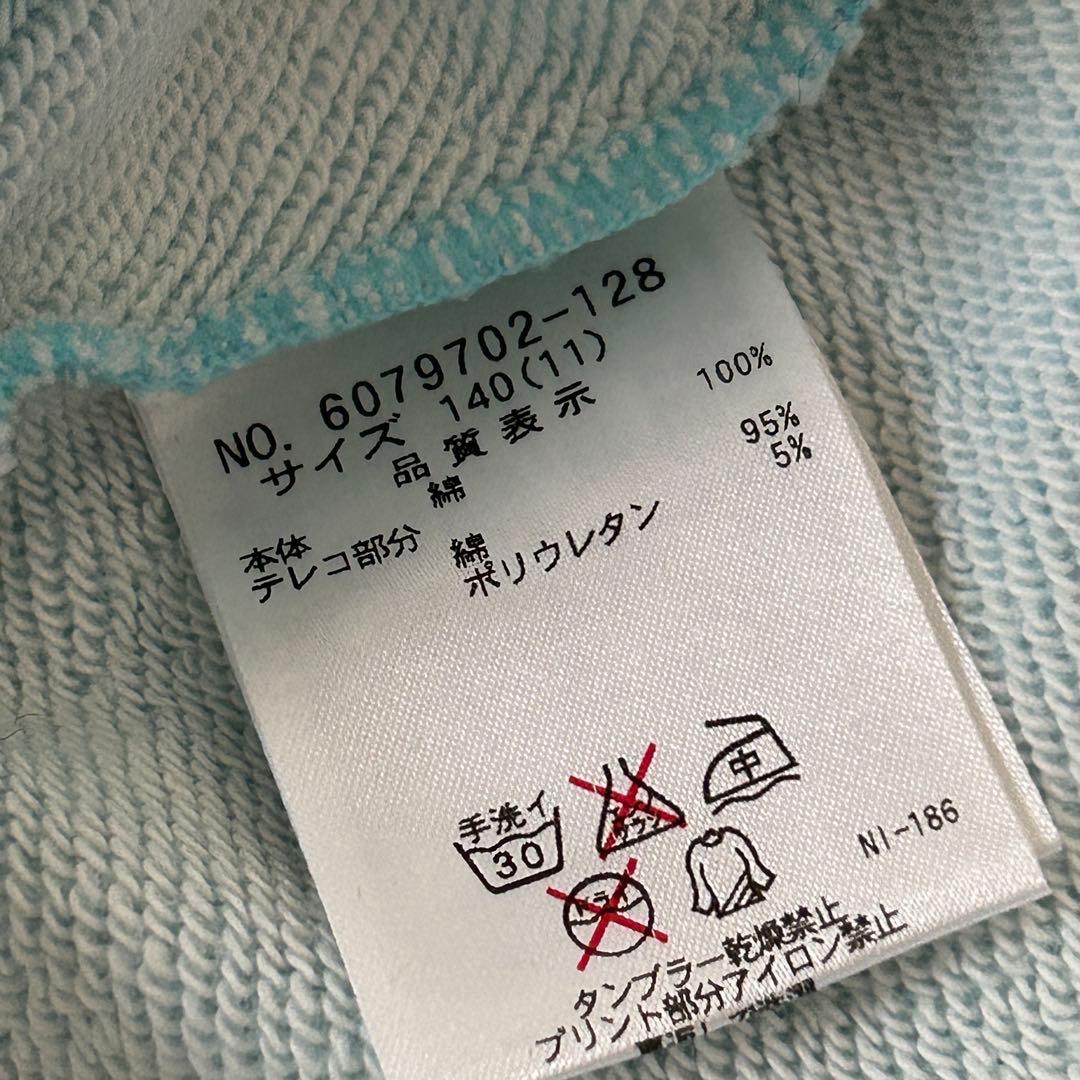 NO. 6079702-128
サイズ 140(11)
品質表示
本体 綿 100%
テレコ部分 綿 95%
ポリウレタン 5%
手洗イ
30
中
ドライ
NI-186
タンブラー乾燥禁止
プリント部分アイロン禁止